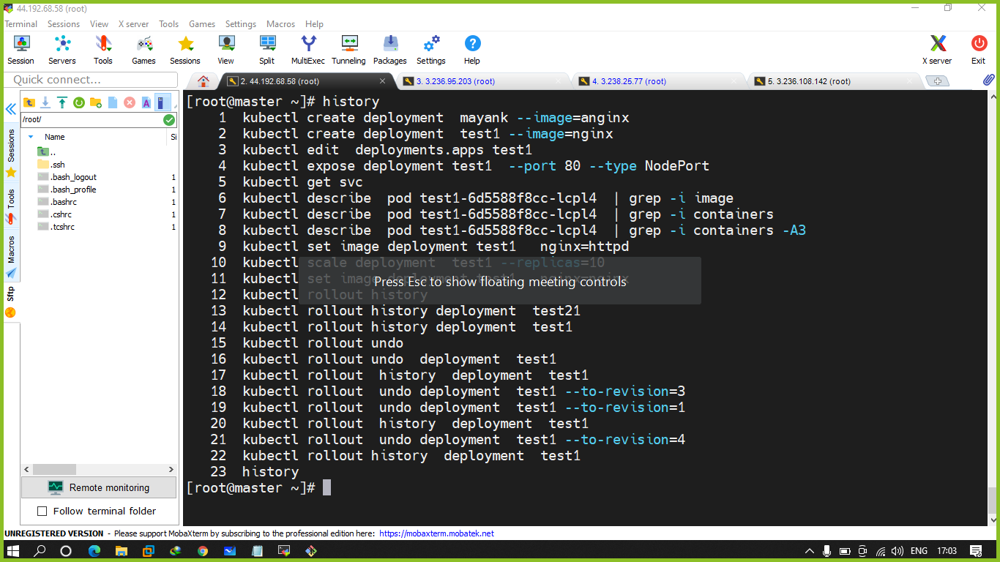 44.192.68.58 (root)
Terminal Sessions View X server Tools Games Settings Macros Help
Session Servers Tools Games Sessions View Split MultiExec Tunneling Packages Settings Help X server Exit
Quick connect...
2. 44.192.68.58 (root)
3. 3.236.95.203 (root)
4. 3.238.25.77 (root)
5. 3.236.108.142 (root)
Sessions
Tools
Macros
Sftp
/root/
Name Si
..
.ssh
.bash_logout 1
.bash_profile 1
.bashrc 1
.cshrc 1
.tcshrc 1
Remote monitoring
Follow terminal folder
[root@master ~]# history
1 kubectl create deployment mayank --image=anginx
2 kubectl create deployment test1 --image=nginx
3 kubectl edit deployments.apps test1
4 kubectl expose deployment test1 --port 80 --type NodePort
5 kubectl get svc
6 kubectl describe pod test1-6d5588f8cc-lcpl4 | grep -i image
7 kubectl describe pod test1-6d5588f8cc-lcpl4 | grep -i containers
8 kubectl describe pod test1-6d5588f8cc-lcpl4 | grep -i containers -A3
9 kubectl set image deployment test1 nginx=httpd
10 kubectl scale deployment test1 --replicas=10
11 kubectl set image deployment test1 nginx=nginx
Press Esc to show floating meeting controls
12 kubectl rollout history
13 kubectl rollout history deployment test21
14 kubectl rollout history deployment test1
15 kubectl rollout undo
16 kubectl rollout undo deployment test1
17 kubectl rollout history deployment test1
18 kubectl rollout undo deployment test1 --to-revision=3
19 kubectl rollout undo deployment test1 --to-revision=1
20 kubectl rollout history deployment test1
21 kubectl rollout undo deployment test1 --to-revision=4
22 kubectl rollout history deployment test1
23 history
[root@master ~]#
UNREGISTERED VERSION - Please support MobaXterm by subscribing to the professional edition here: https://mobaxterm.mobatek.net
ENG 17:03